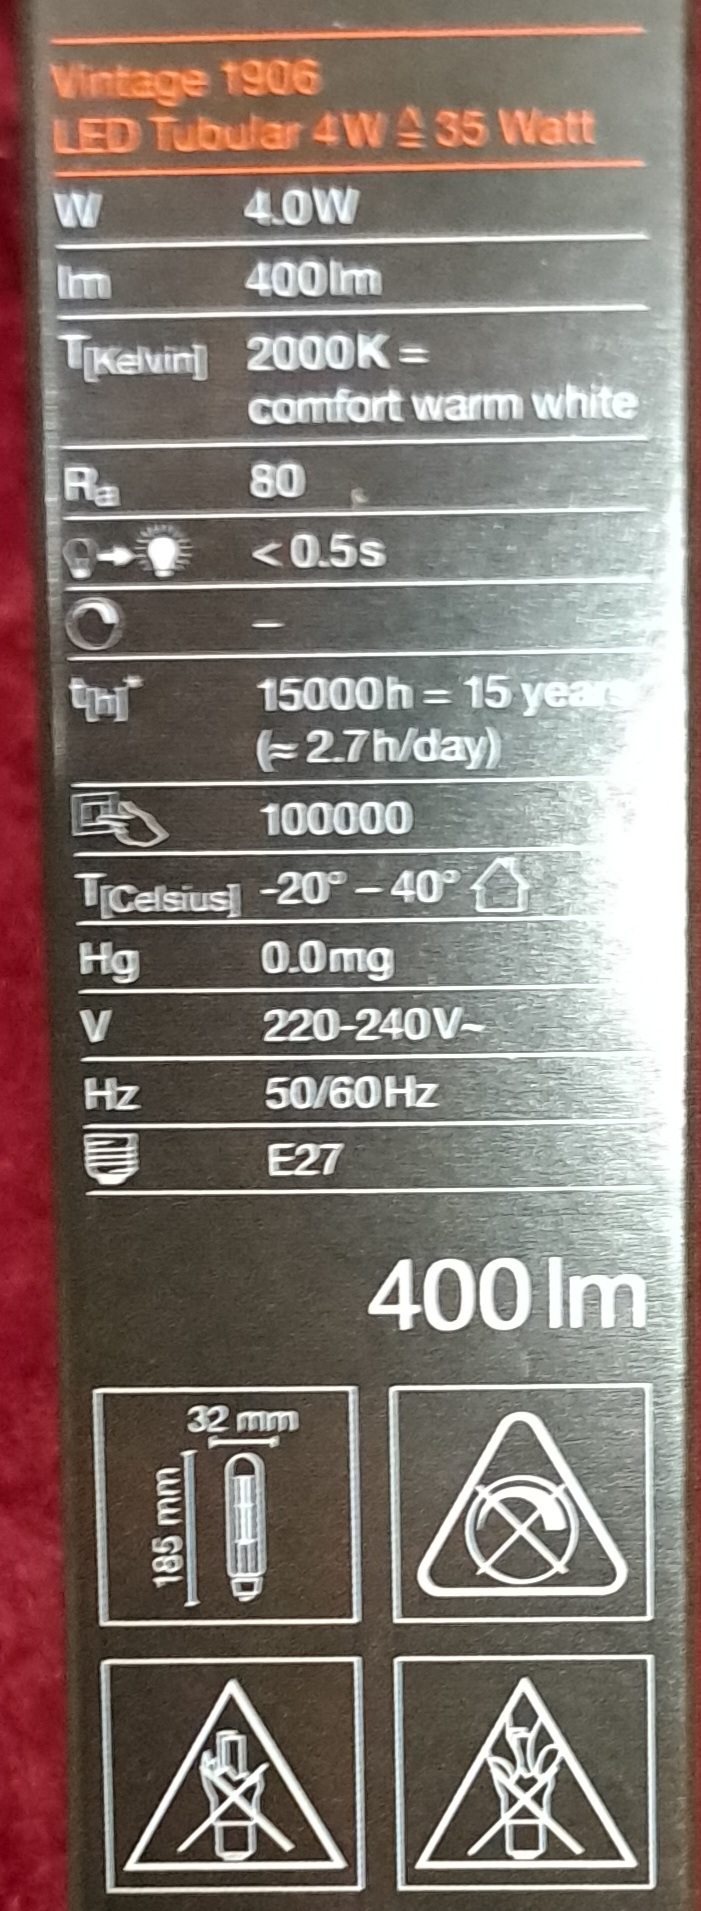 Vintage 1906
LED Tubular 4W ≙ 35 Watt
W 4.0W
lm 400lm
T[Kelvin] 2000K =
comfort warm white
Ra 80
< 0.5s
–
t[h]* 15000h = 15 years
(≈ 2.7h/day)
100000
T[Celsius] -20° – 40°
Hg 0.0mg
V 220-240V~
Hz 50/60Hz
E27
400 lm
32 mm
185 mm